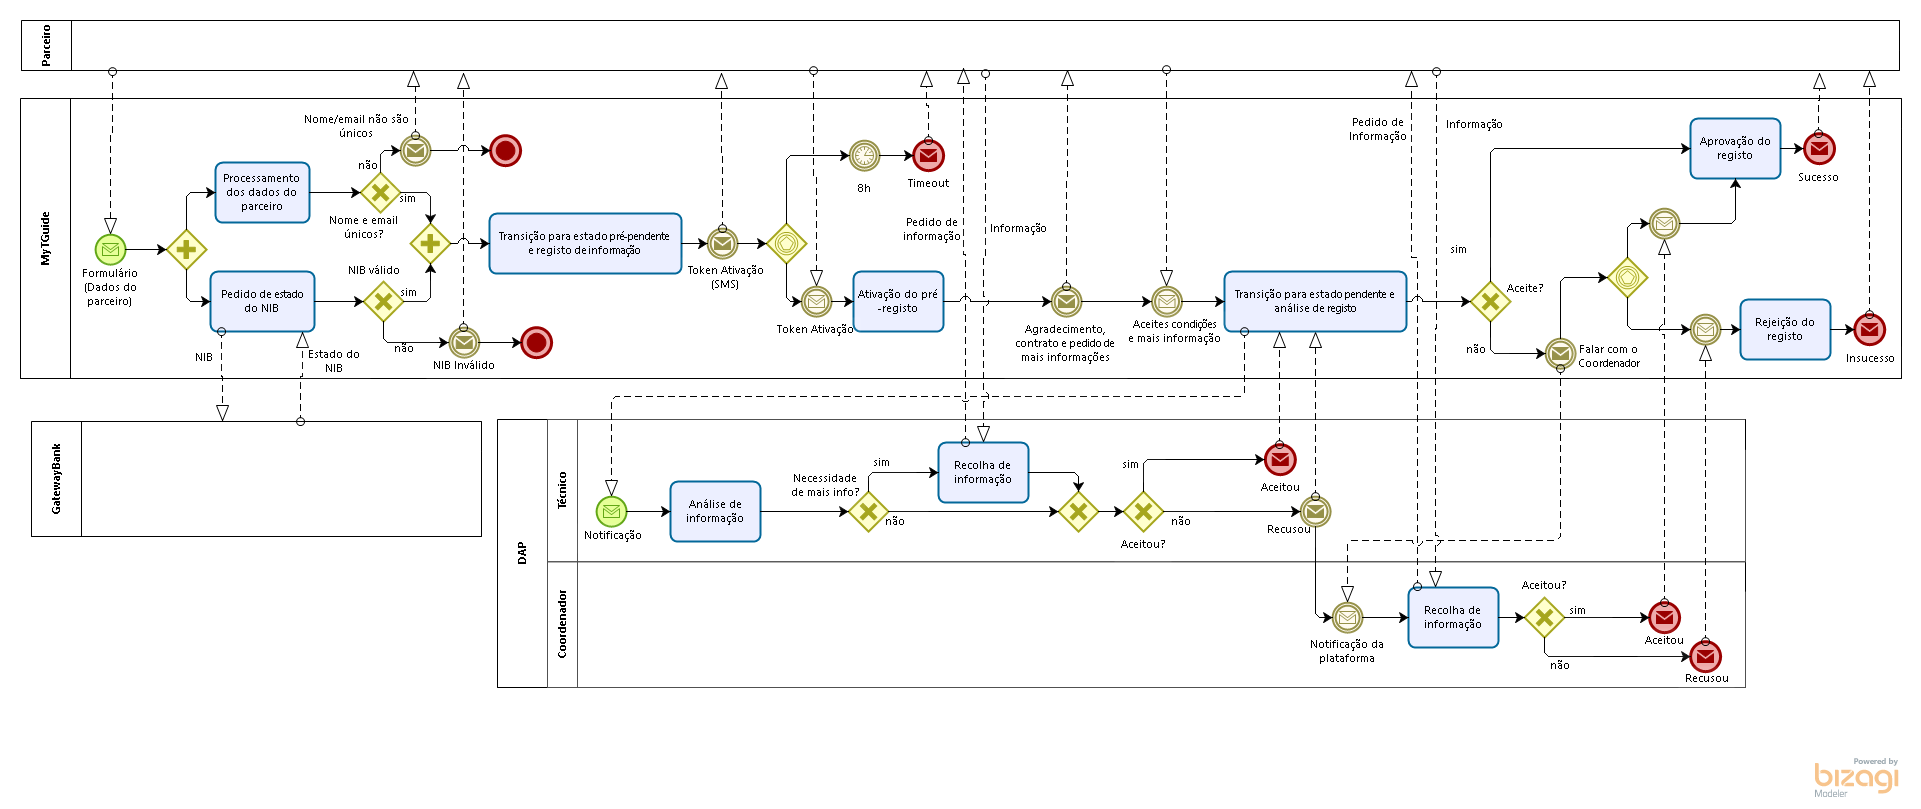 Parceiro
MyTGuide
Formulário
(Dados do
parceiro)
Processamento
dos dados do
parceiro
Pedido de estado
do NIB
NIB
Estado do
NIB
Nome/email não são
únicos
não
sim
Nome e email
únicos?
NIB válido
sim
não
NIB Inválido
Transição para estado pré-pendente
e registo de informação
Token Ativação
(SMS)
8h
Timeout
Token Ativação
Ativação do pré
-registo
Pedido de
informação
Informação
Agradecimento,
contrato e pedido de
mais informações
Aceites condições
e mais informação
Transição para estado pendente e
análise de registo
Pedido de
Informação
Informação
sim
Aceite?
não
Falar com o
Coordenador
Aprovação do
registo
Sucesso
Rejeição do
registo
Insucesso
GatewayBank
DAP
Técnico
Notificação
Análise de
informação
Necessidade
de mais info?
sim
não
Recolha de
informação
Aceitou?
sim
não
Aceitou
Recusou
Coordenador
Notificação da
plataforma
Recolha de
informação
Aceitou?
sim
não
Aceitou
Recusou
Powered by
bizagi
Modeler